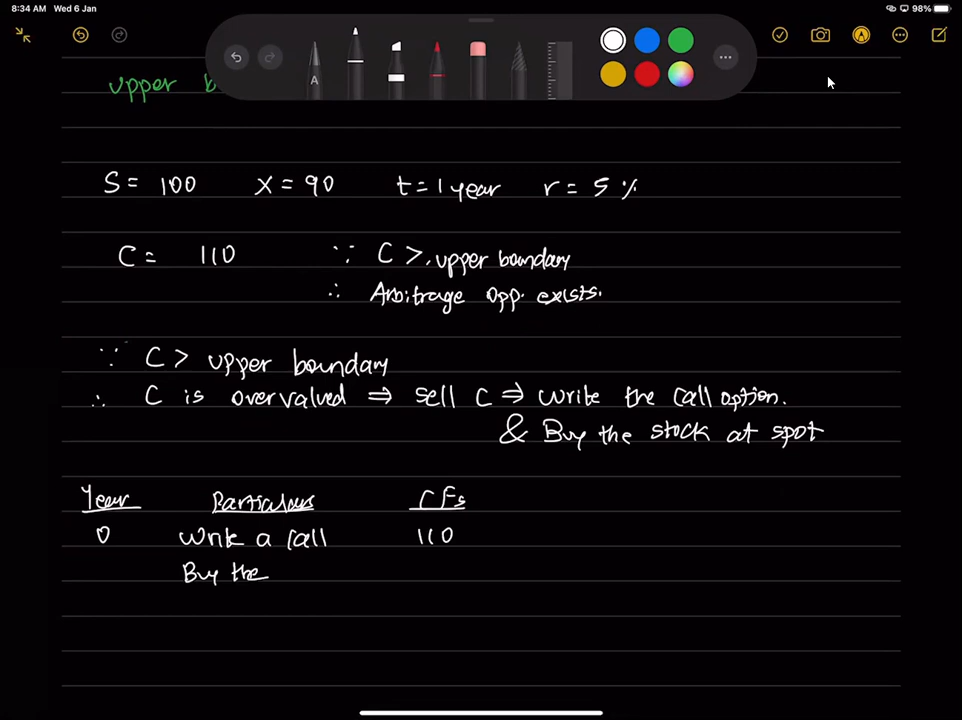 8:34 AM Wed 6 Jan
98%
A
upper b
S = 100 X = 90 t = 1 year r = 5 %
C = 110 ∵ C > upper boundary
∴ Arbitrage opp. exists.
∵ C > upper boundary
∴ C is overvalued ⇒ sell C ⇒ write the call option.
& Buy the stock at spot
Year Particulars CFs
0 Write a call 110
Buy the